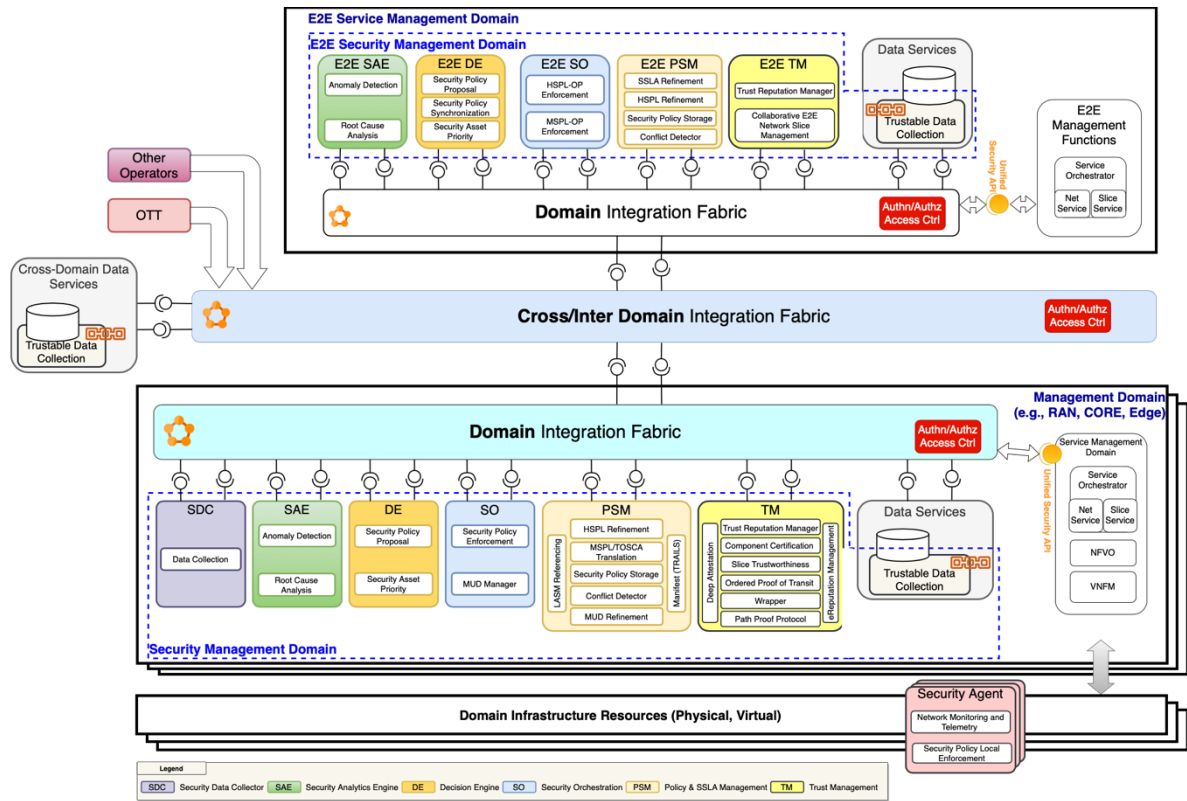 E2E Service Management Domain
E2E Security Management Domain
E2E SAE
Anomaly Detection
Root Cause
Analysis
E2E DE
Security Policy
Proposal
Security Policy
Synchronization
Security Asset
Priority
E2E SO
HSPL-OP
Enforcement
MSPL-OP
Enforcement
E2E PSM
SSLA Refinement
HSPL Refinement
Security Policy Storage
Conflict Detector
E2E TM
Trust Reputation Manager
Collaborative E2E
Network Slice
Management
Data Services
Trustable Data
Collection
Unified
Security API
E2E
Management
Functions
Service
Orchestrator
Net
Service
Slice
Service
Domain Integration Fabric
Authn/Authz
Access Ctrl
Other
Operators
OTT
Cross-Domain Data
Services
Trustable Data
Collection
Cross/Inter Domain Integration Fabric
Authn/Authz
Access Ctrl
Management Domain
(e.g., RAN, CORE, Edge)
Domain Integration Fabric
Authn/Authz
Access Ctrl
Unified Security API
Service Management
Domain
Service
Orchestrator
Net
Service
Slice
Service
NFVO
VNFM
SDC
Data Collection
SAE
Anomaly Detection
Root Cause
Analysis
DE
Security Policy
Proposal
Security Asset
Priority
SO
Security Policy
Enforcement
MUD Manager
PSM
LASM Referencing
HSPL Refinement
MSPL/TOSCA
Translation
Security Policy Storage
Conflict Detector
MUD Refinement
Manifest (TRAILS)
TM
Deep Attestation
Trust Reputation Manager
Component Certification
Slice Trustworthiness
Ordered Proof of Transit
Wrapper
Path Proof Protocol
eReputation Management
Data Services
Trustable Data
Collection
Security Management Domain
Domain Infrastructure Resources (Physical, Virtual)
Security Agent
Network Monitoring and
Telemetry
Security Policy Local
Enforcement
Legend
SDC Security Data Collector SAE Security Analytics Engine DE Decision Engine SO Security Orchestration PSM Policy & SSLA Management TM Trust Management